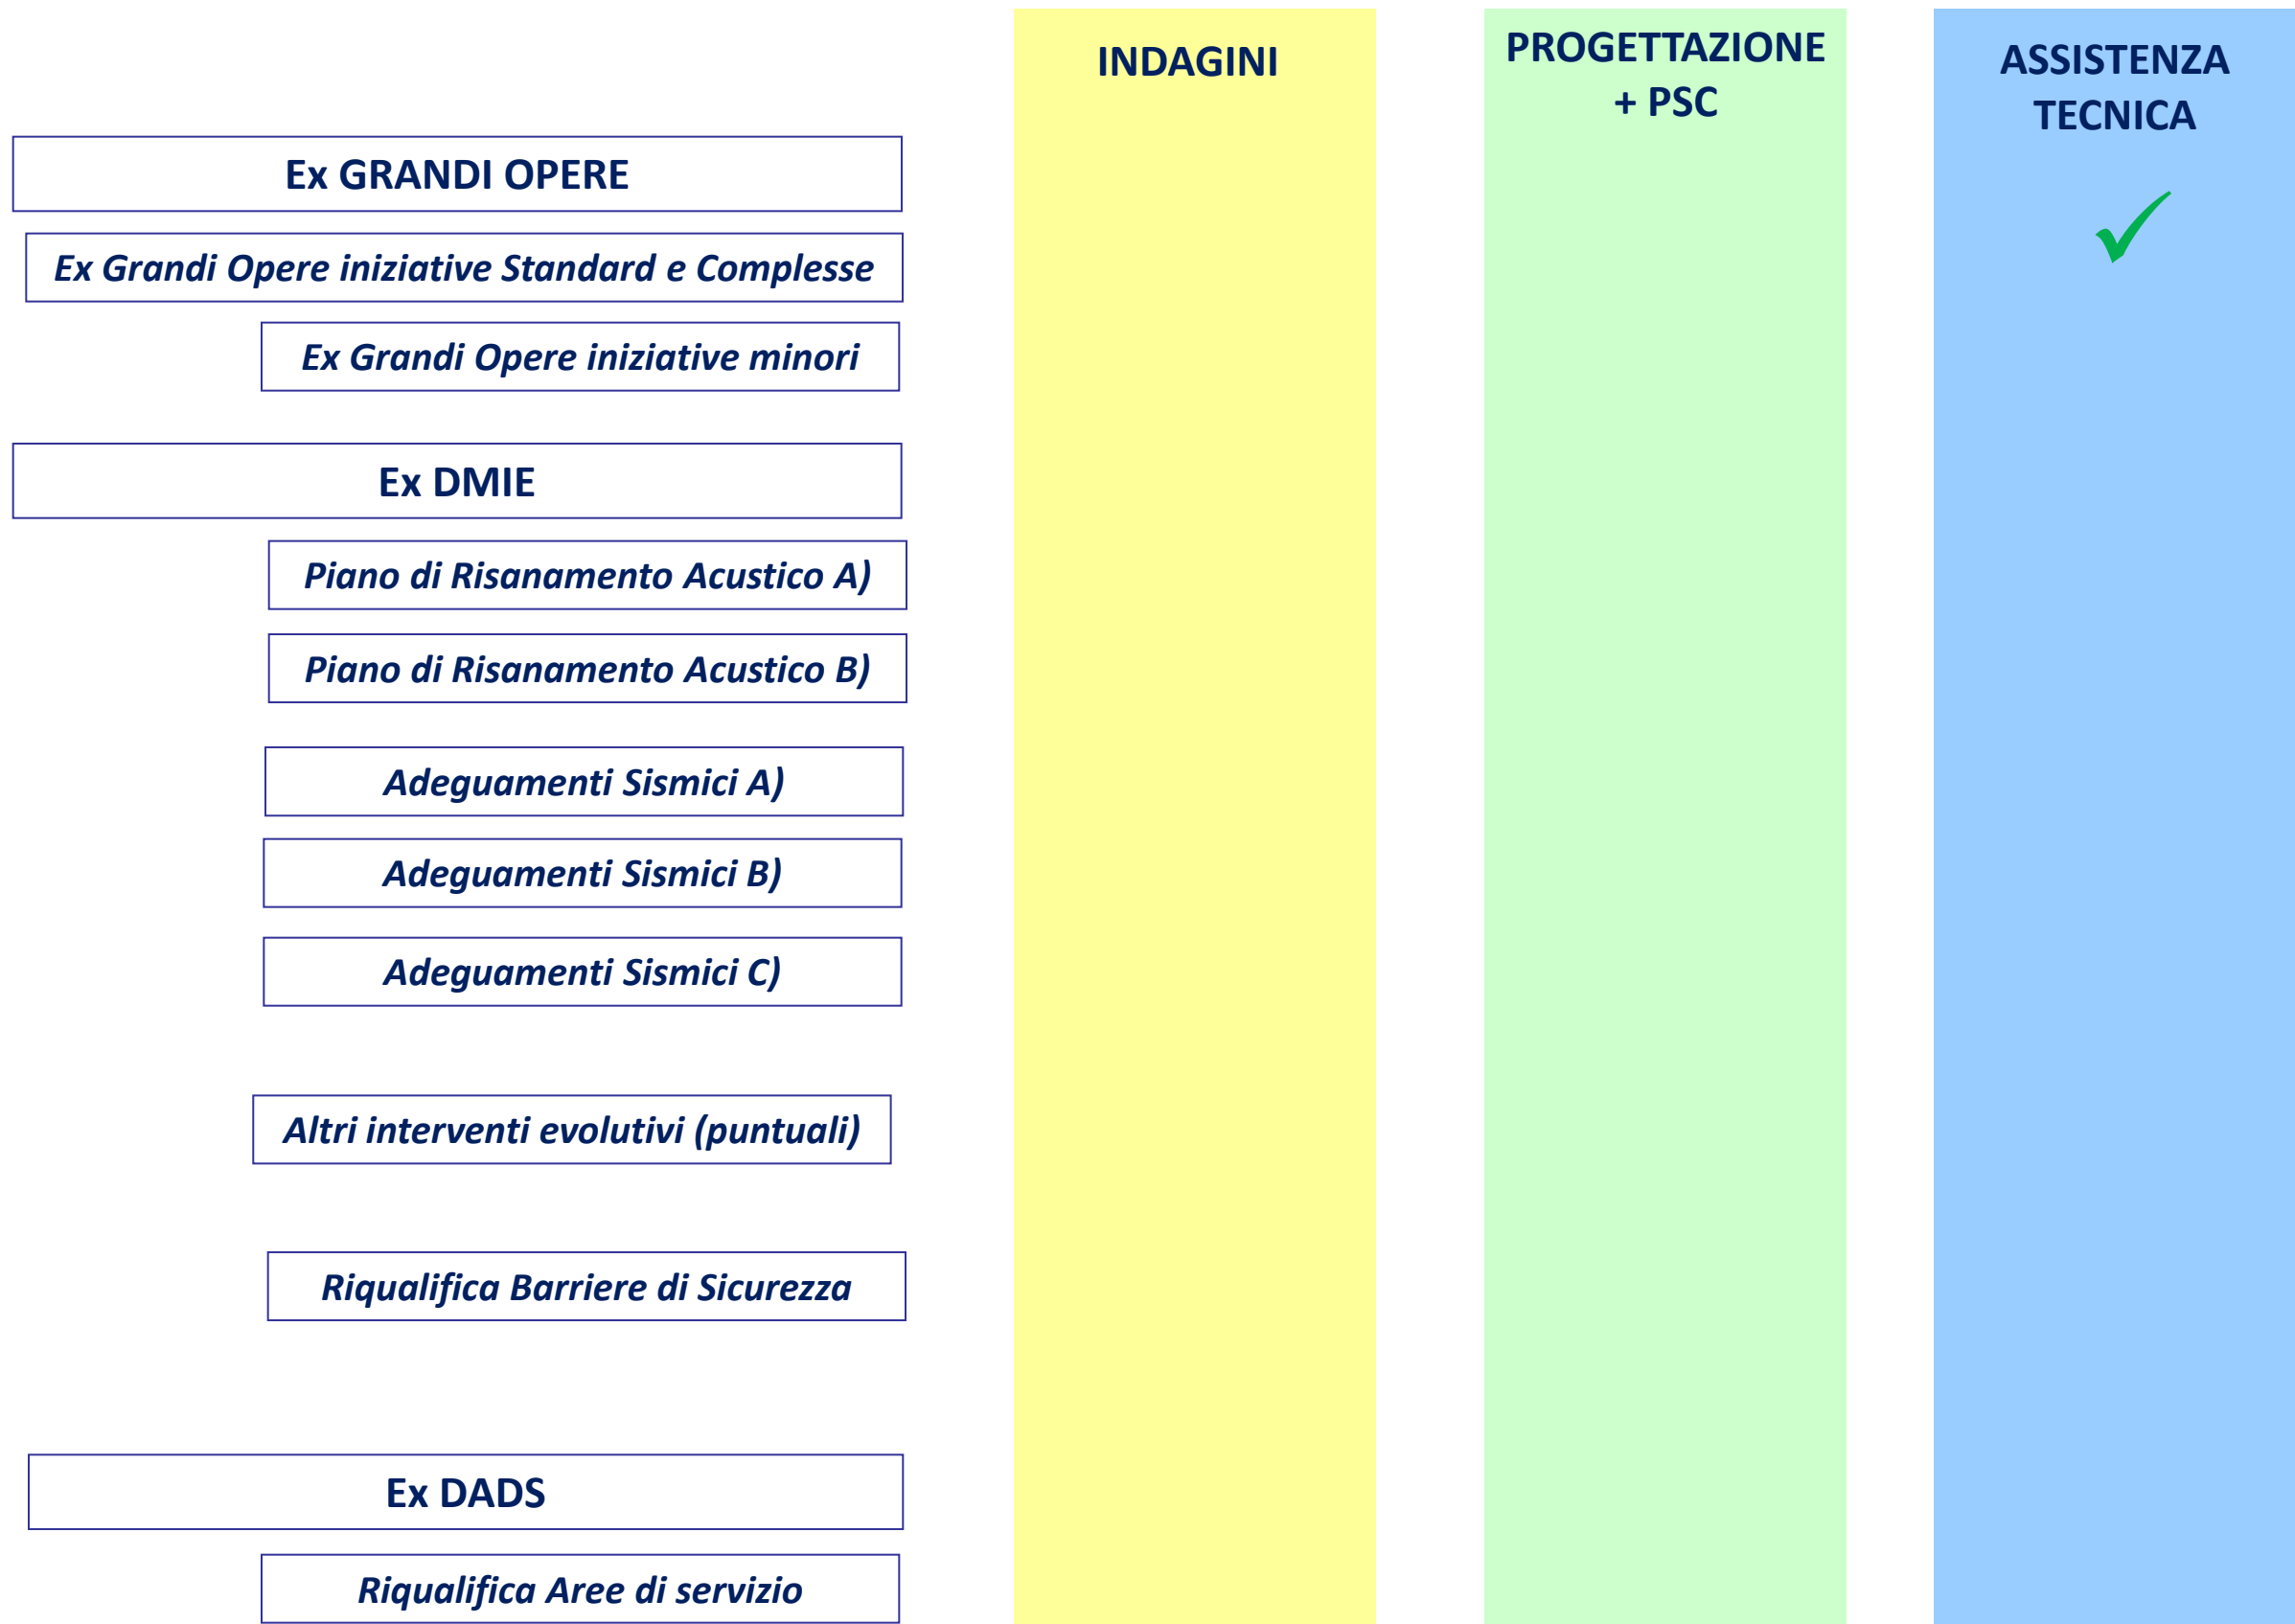 INDAGINI
PROGETTAZIONE
+ PSC
ASSISTENZA
TECNICA
Ex GRANDI OPERE
Ex Grandi Opere iniziative Standard e Complesse
Ex Grandi Opere iniziative minori
Ex DMIE
Piano di Risanamento Acustico A)
Piano di Risanamento Acustico B)
Adeguamenti Sismici A)
Adeguamenti Sismici B)
Adeguamenti Sismici C)
Altri interventi evolutivi (puntuali)
Riqualifica Barriere di Sicurezza
Ex DADS
Riqualifica Aree di servizio